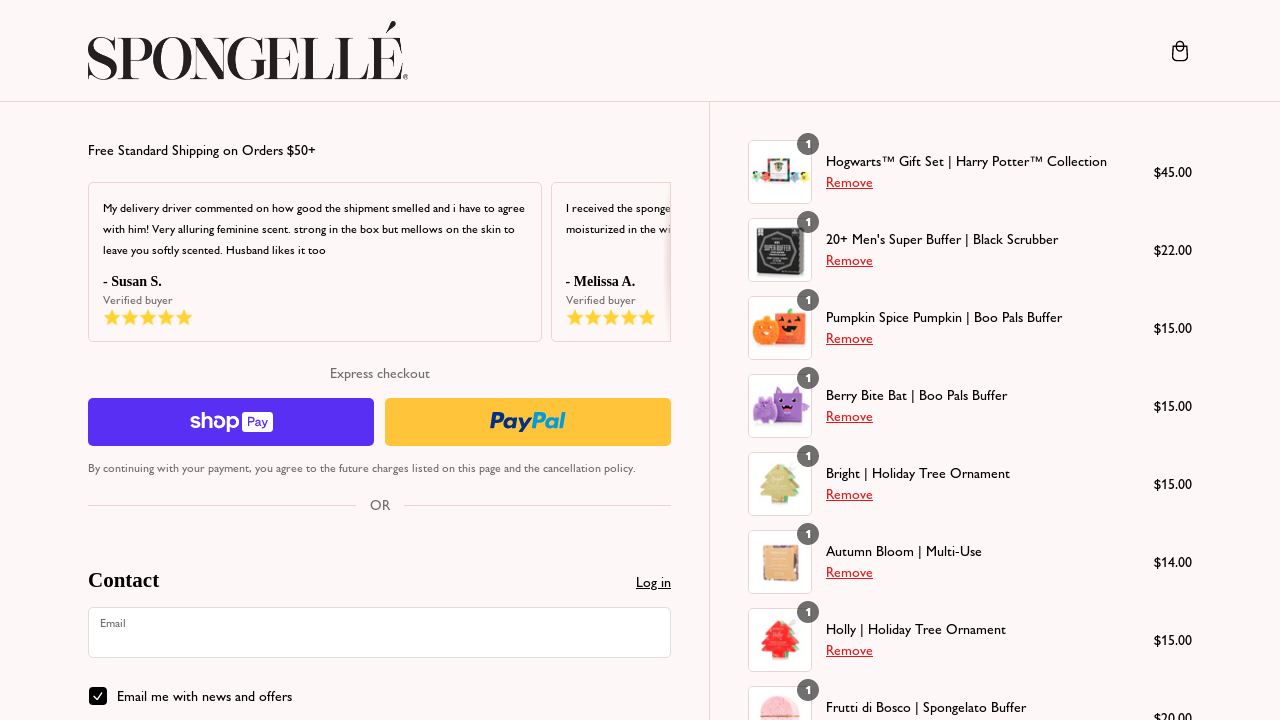 SPONGELLÉ
Free Standard Shipping on Orders $50+
My delivery driver commented on how good the shipment smelled and i have to agree
with him! Very alluring feminine scent. strong in the box but mellows on the skin to
leave you softly scented. Husband likes it too
- Susan S.
Verified buyer
I received the sponge
moisturized in the
- Melissa A.
Verified buyer
Express checkout
shop Pay
PayPal
By continuing with your payment, you agree to the future charges listed on this page and the cancellation policy.
OR
Contact
Log in
Email
Email me with news and offers
1
Hogwarts™ Gift Set | Harry Potter™ Collection
Remove
$45.00
1
SUPER BUFFER
20+ Men's Super Buffer | Black Scrubber
Remove
$22.00
1
Pumpkin Spice Pumpkin | Boo Pals Buffer
Remove
$15.00
1
Berry Bite Bat | Boo Pals Buffer
Remove
$15.00
1
Bright | Holiday Tree Ornament
Remove
$15.00
1
Autumn Bloom | Multi-Use
Remove
$14.00
1
Holly | Holiday Tree Ornament
Remove
$15.00
1
Frutti di Bosco | Spongelato Buffer
$20.00